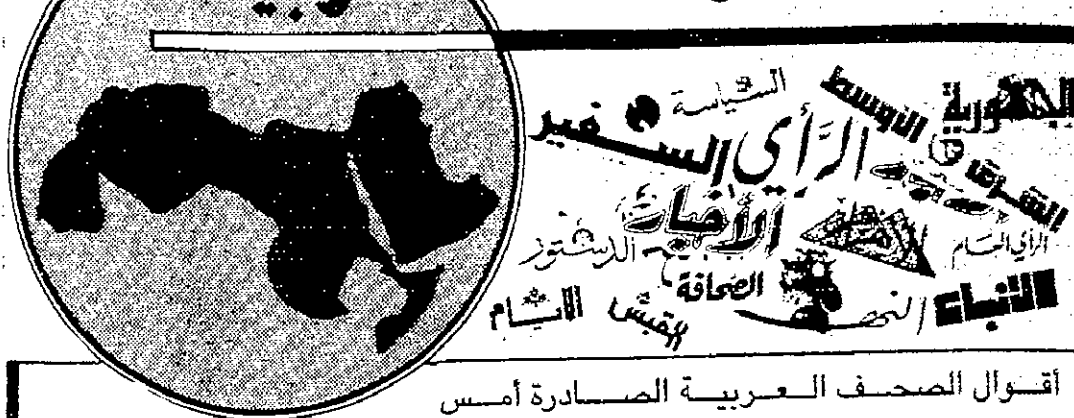 السياسة
السفير
الرأي
الشرق الأوسط
الجمهورية
الأخبار
الأهرام
الرأي العام
الدستور
الصحافة
الأنباء
القبس
الأيام
أقوال الصحف العربية الصادرة أمس